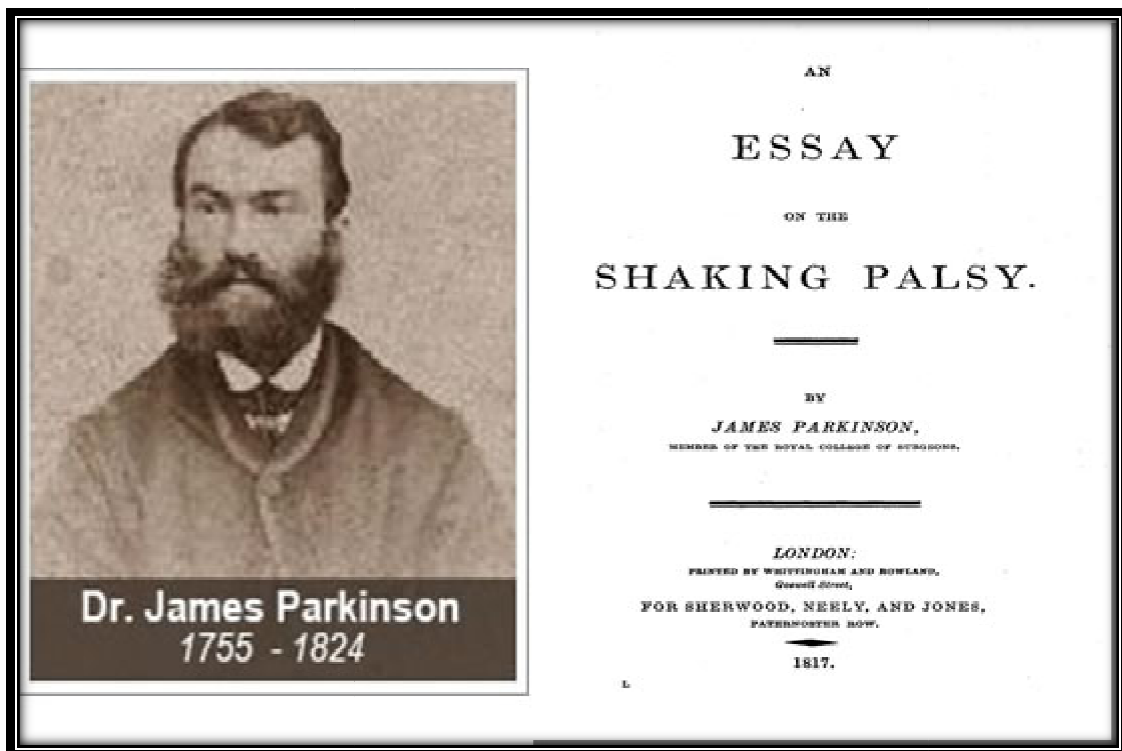 Dr. James Parkinson
1755 - 1824
AN
ESSAY
ON THE
SHAKING PALSY.
BY
JAMES PARKINSON,
MEMBER OF THE ROYAL COLLEGE OF SURGEONS.
LONDON:
PRINTED BY WHITTINGHAM AND ROWLAND,
Goswell Street,
FOR SHERWOOD, NEELY, AND JONES,
PATERNOSTER ROW.
1817.
L